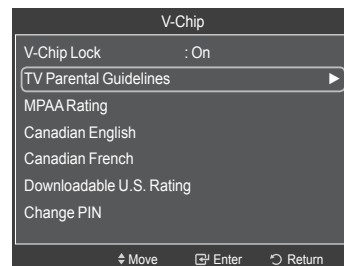 V-Chip
V-Chip Lock : On
TV Parental Guidelines
MPAA Rating
Canadian English
Canadian French
Downloadable U.S. Rating
Change PIN
Move Enter Return